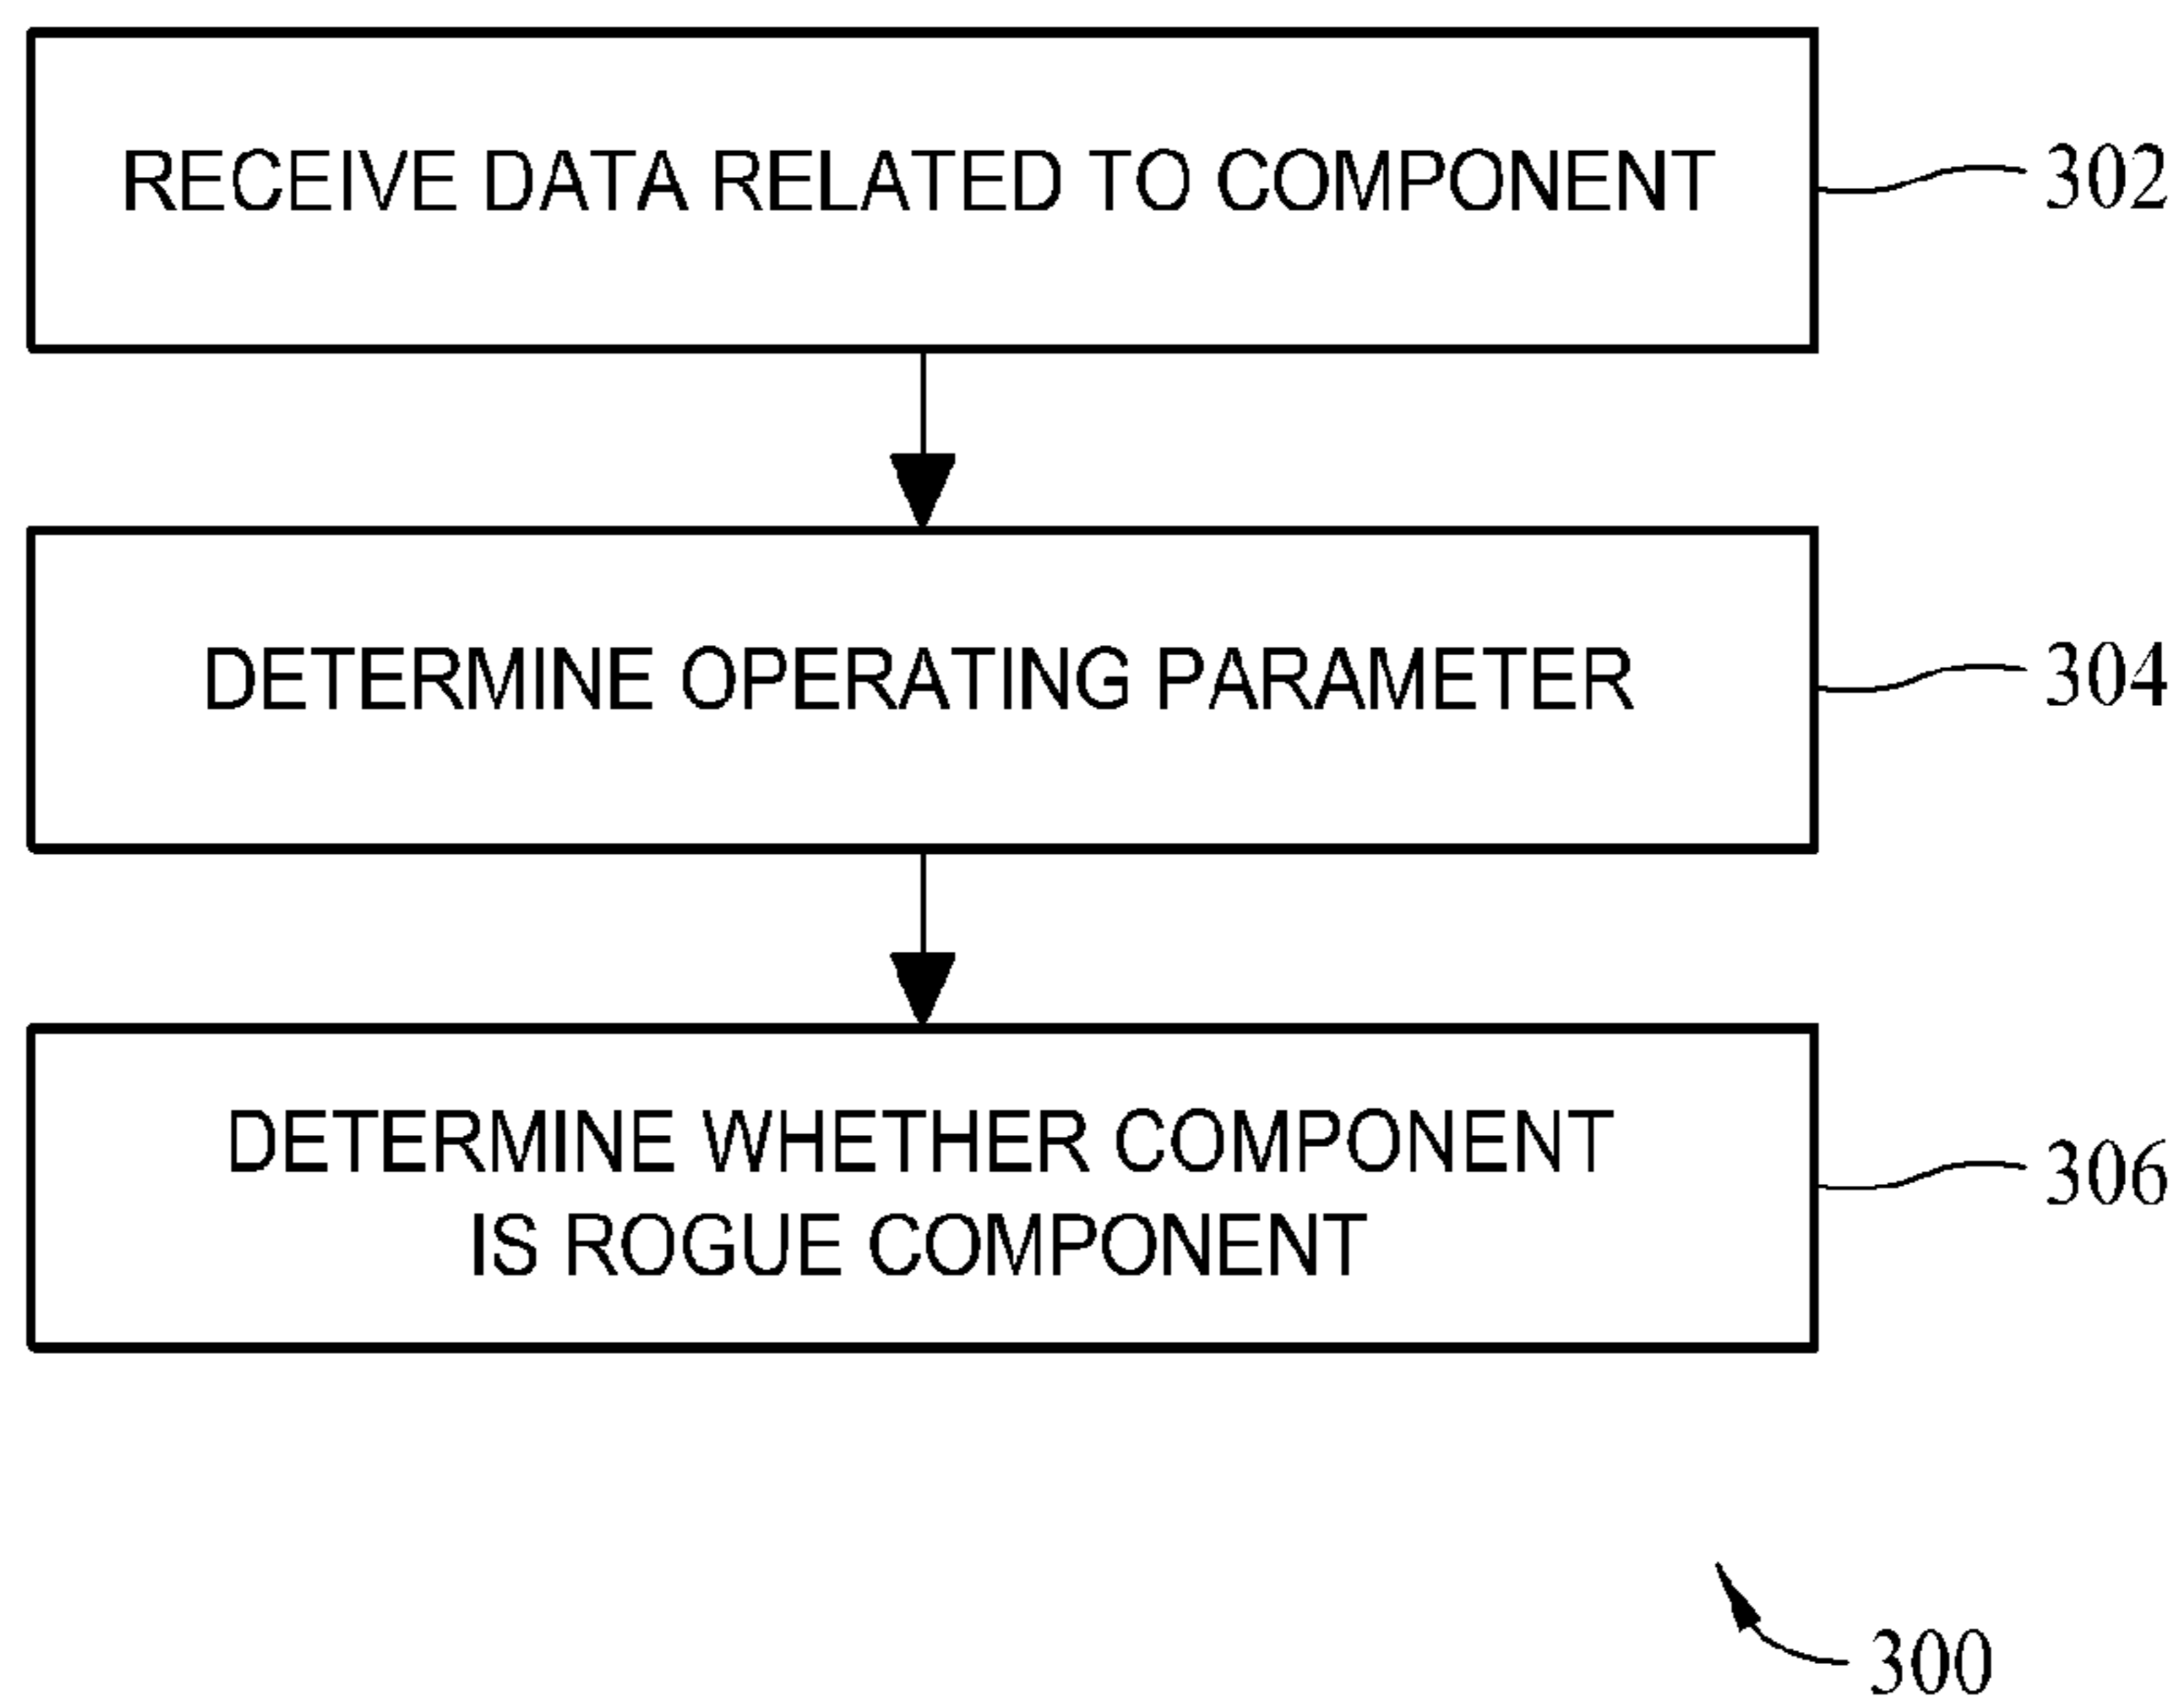 RECEIVE DATA RELATED TO COMPONENT
302
DETERMINE OPERATING PARAMETER
304
DETERMINE WHETHER COMPONENT
IS ROGUE COMPONENT
306
300